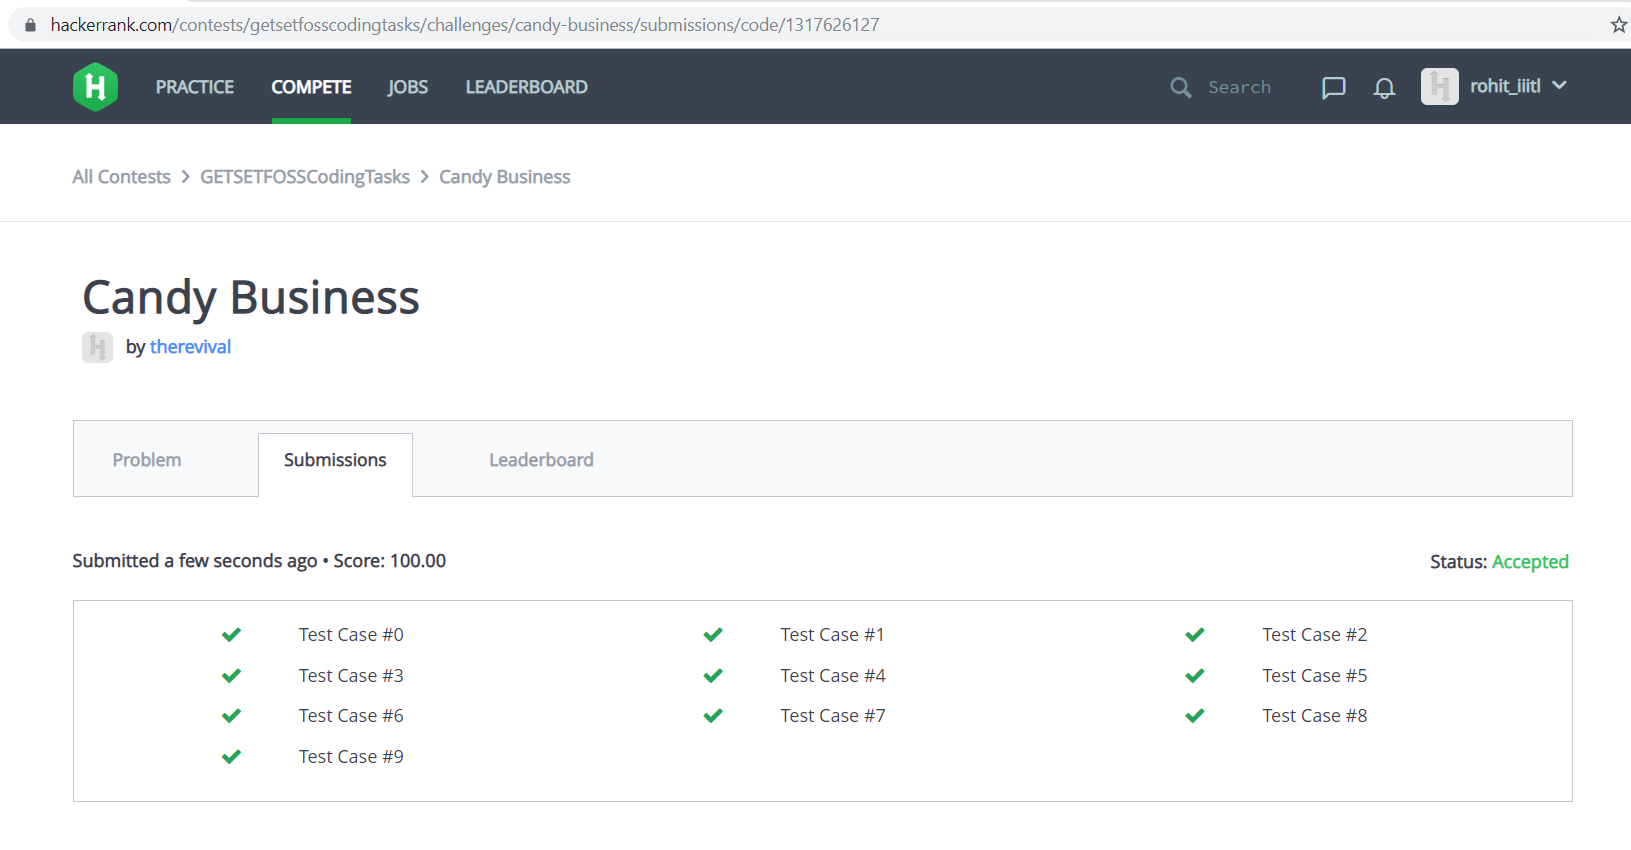 hackerrank.com/contests/getsetfosscodingtasks/challenges/candy-business/submissions/code/1317626127
H PRACTICE COMPETE JOBS LEADERBOARD Search H rohit_iiitl
All Contests > GETSETFOSSCodingTasks > Candy Business
Candy Business
H by therevival
Problem Submissions Leaderboard
Submitted a few seconds ago • Score: 100.00 Status: Accepted
Test Case #0 Test Case #1 Test Case #2
Test Case #3 Test Case #4 Test Case #5
Test Case #6 Test Case #7 Test Case #8
Test Case #9